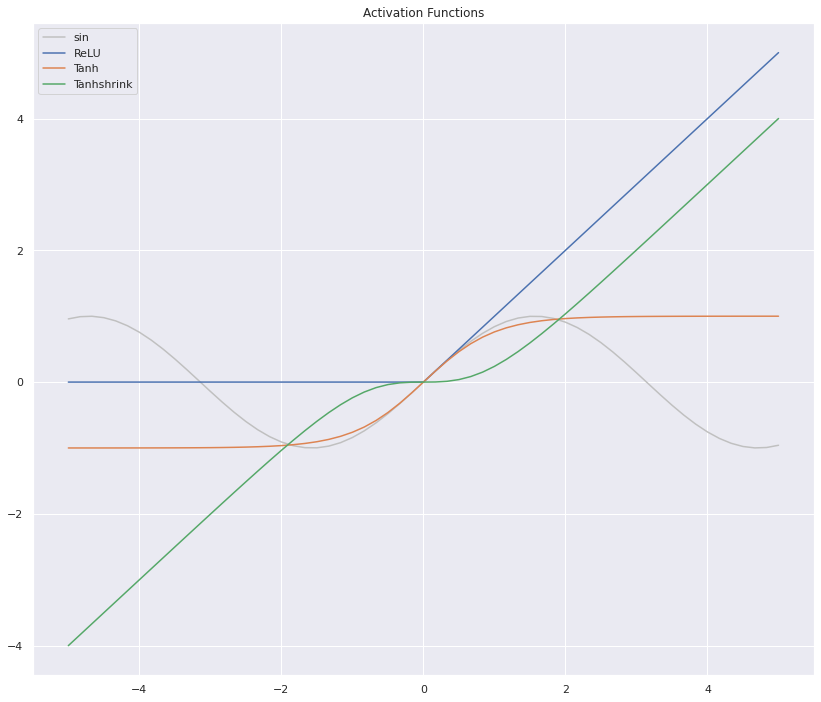 Activation Functions
sin
ReLU
Tanh
Tanhshrink
4
2
0
−2
−4
−4
−2
0
2
4